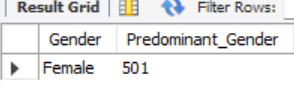 Result Grid Filter Rows:
Gender Predominant_Gender
Female 501